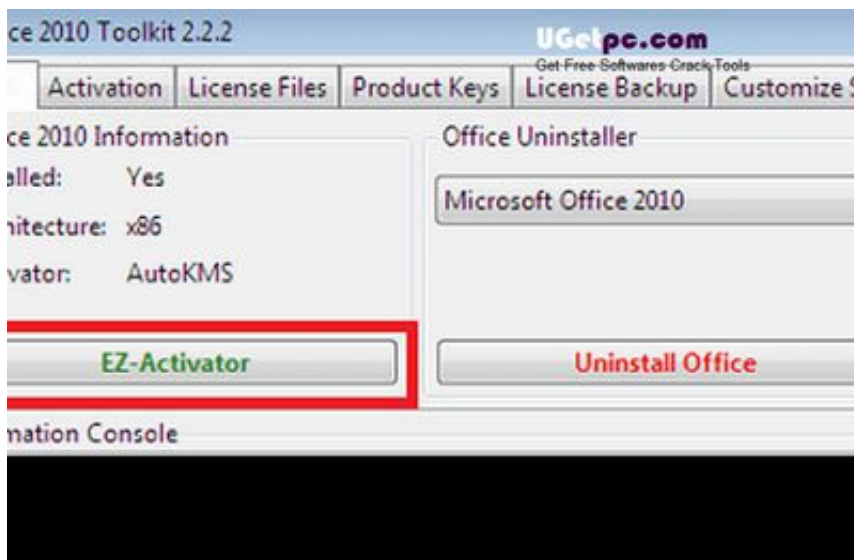 ce 2010 Toolkit 2.2.2
UGetpc.com
Get Free Softwares Crack Tools
Activation License Files Product Keys License Backup Customize S
ce 2010 Information
Office Uninstaller
alled: Yes
Microsoft Office 2010
hitecture: x86
vator: AutoKMS
EZ-Activator
Uninstall Office
mation Console